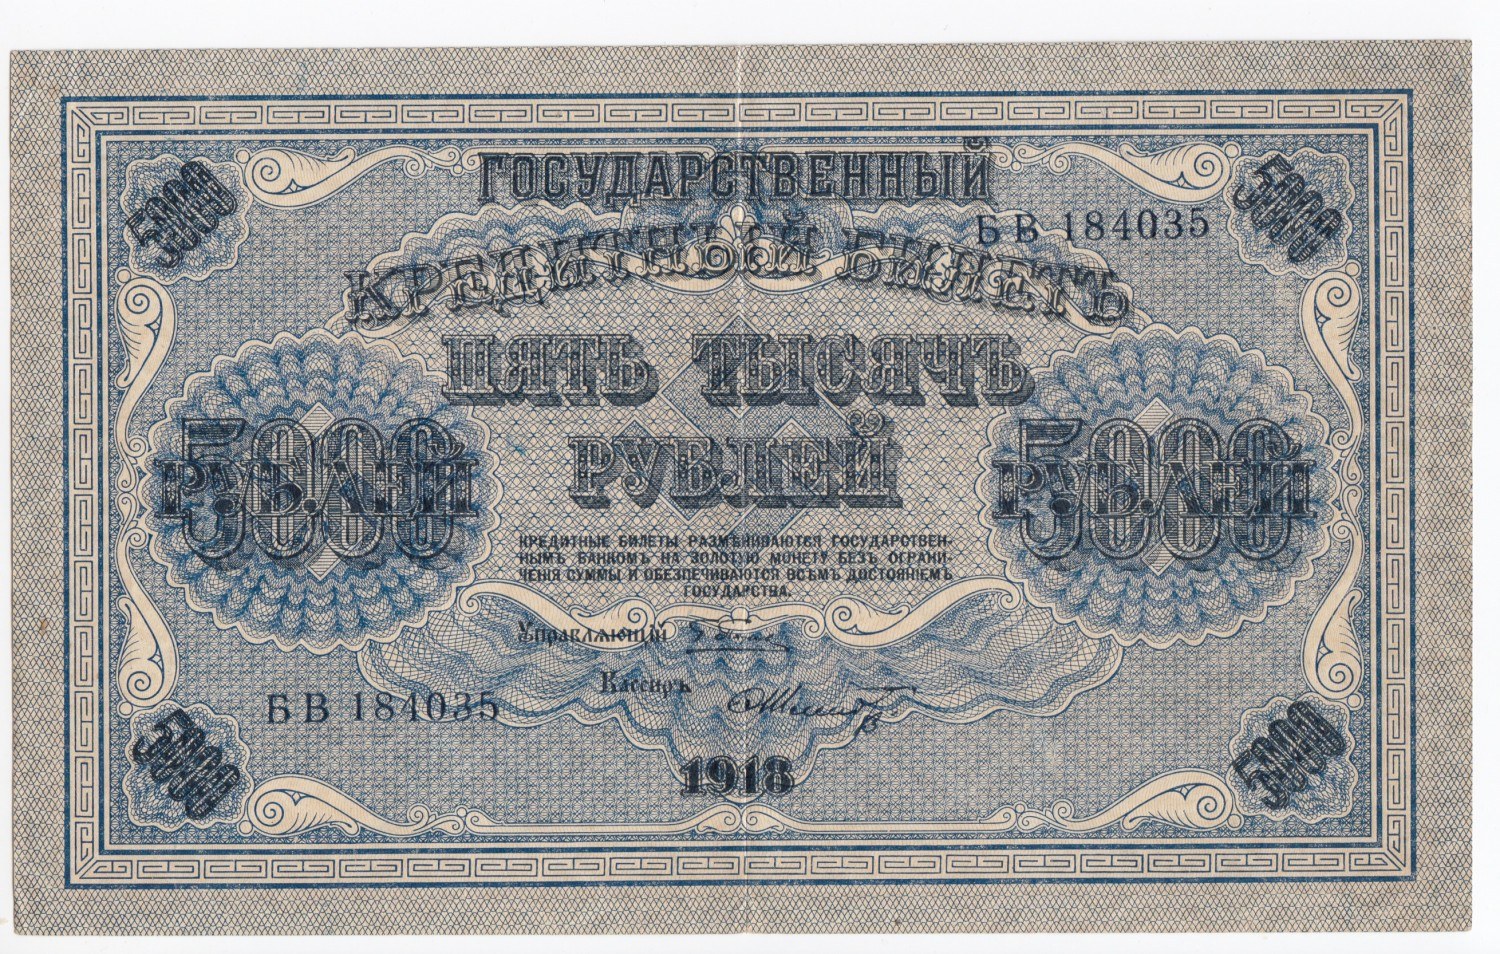 5000
ГОСУДАРСТВЕННЫЙ
5000
БВ 184035
КРЕДИТНЫЙ БИЛЕТЪ
ПЯТЬ ТЫСЯЧЪ
РУБЛЕЙ
5000
РУБЛЕЙ
5000
РУБЛЕЙ
КРЕДИТНЫЕ БИЛЕТЫ РАЗМѢНИВАЮТСЯ ГОСУДАРСТВЕН-
НЫМЪ БАНКОМЪ НА ЗОЛОТУЮ МОНЕТУ БЕЗЪ ОГРАНИ-
ЧЕНІЯ СУММЫ И ОБЕЗПЕЧИВАЮТСЯ ВСѢМЪ ДОСТОЯНІЕМЪ
ГОСУДАРСТВА.
Управляющій
Кассиръ
БВ 184035
5000
1918
5000